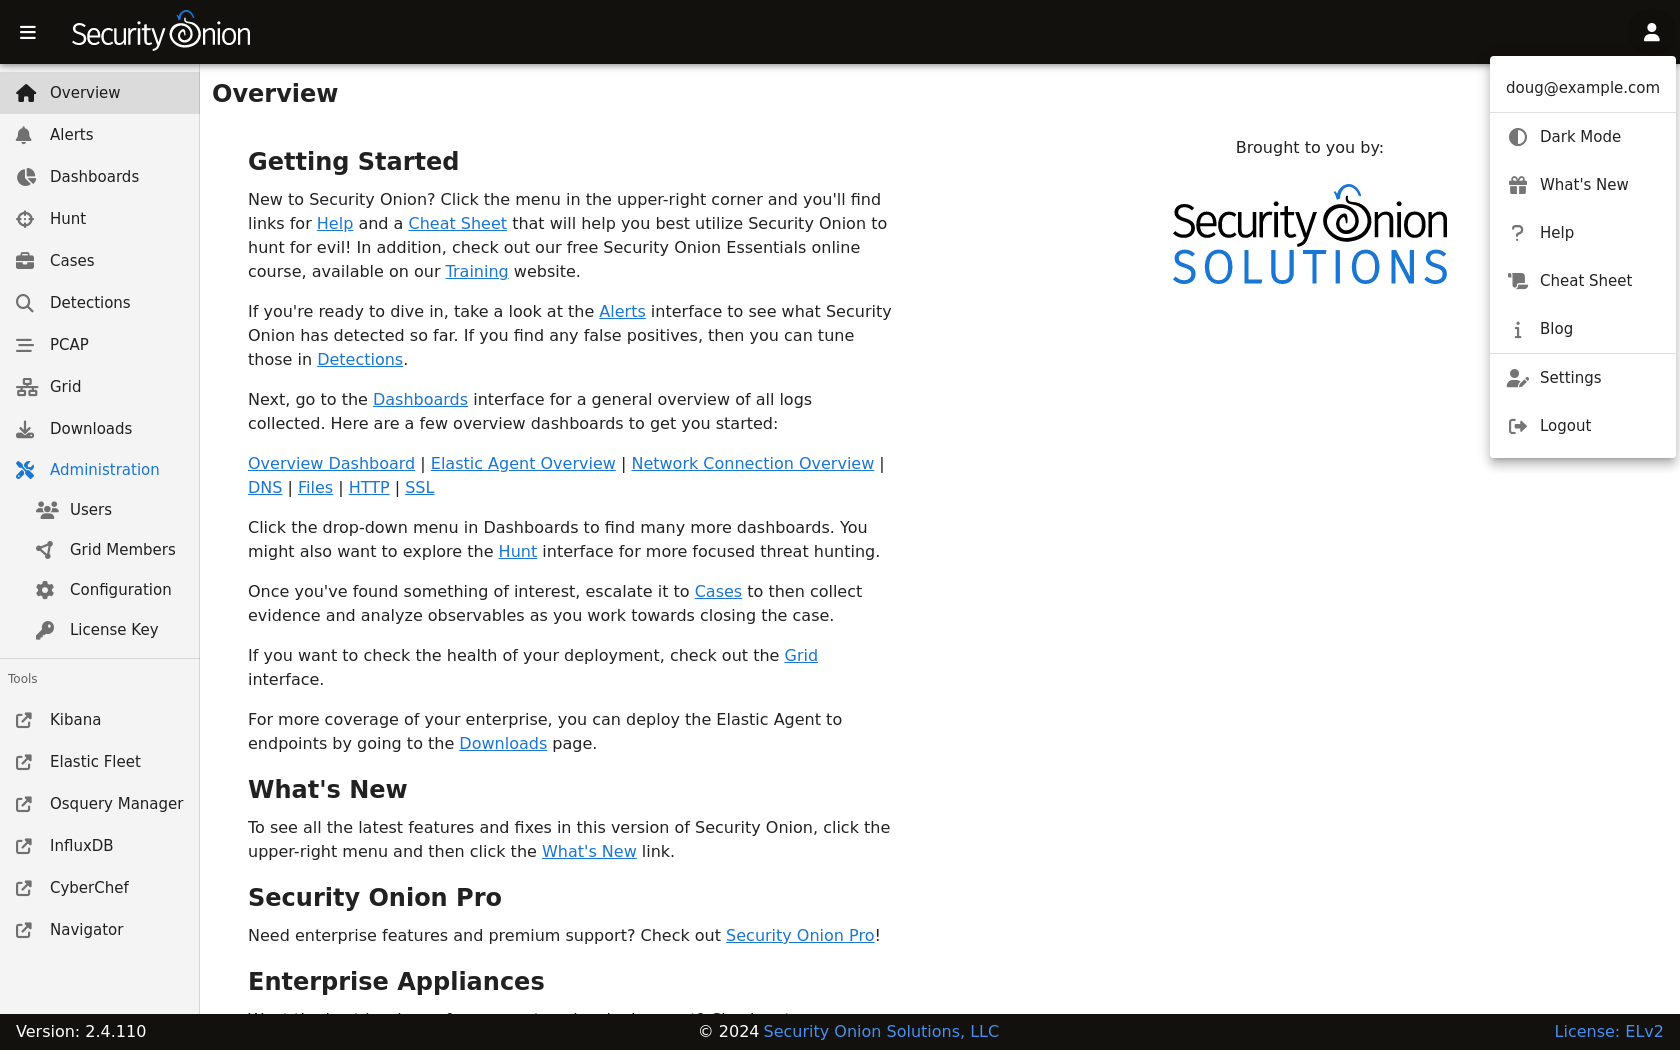 Security Onion
Overview
Alerts
Dashboards
Hunt
Cases
Detections
PCAP
Grid
Downloads
Administration
Users
Grid Members
Configuration
License Key
Tools
Kibana
Elastic Fleet
Osquery Manager
InfluxDB
CyberChef
Navigator
Overview
Getting Started
New to Security Onion? Click the menu in the upper-right corner and you'll find
links for Help and a Cheat Sheet that will help you best utilize Security Onion to
hunt for evil! In addition, check out our free Security Onion Essentials online
course, available on our Training website.
If you're ready to dive in, take a look at the Alerts interface to see what Security
Onion has detected so far. If you find any false positives, then you can tune
those in Detections.
Next, go to the Dashboards interface for a general overview of all logs
collected. Here are a few overview dashboards to get you started:
Overview Dashboard | Elastic Agent Overview | Network Connection Overview |
DNS | Files | HTTP | SSL
Click the drop-down menu in Dashboards to find many more dashboards. You
might also want to explore the Hunt interface for more focused threat hunting.
Once you've found something of interest, escalate it to Cases to then collect
evidence and analyze observables as you work towards closing the case.
If you want to check the health of your deployment, check out the Grid
interface.
For more coverage of your enterprise, you can deploy the Elastic Agent to
endpoints by going to the Downloads page.
What's New
To see all the latest features and fixes in this version of Security Onion, click the
upper-right menu and then click the What's New link.
Security Onion Pro
Need enterprise features and premium support? Check out Security Onion Pro!
Enterprise Appliances
Brought to you by:
Security Onion
SOLUTIONS
doug@example.com
Dark Mode
What's New
Help
Cheat Sheet
Blog
Settings
Logout
Version: 2.4.110
© 2024 Security Onion Solutions, LLC
License: ELv2